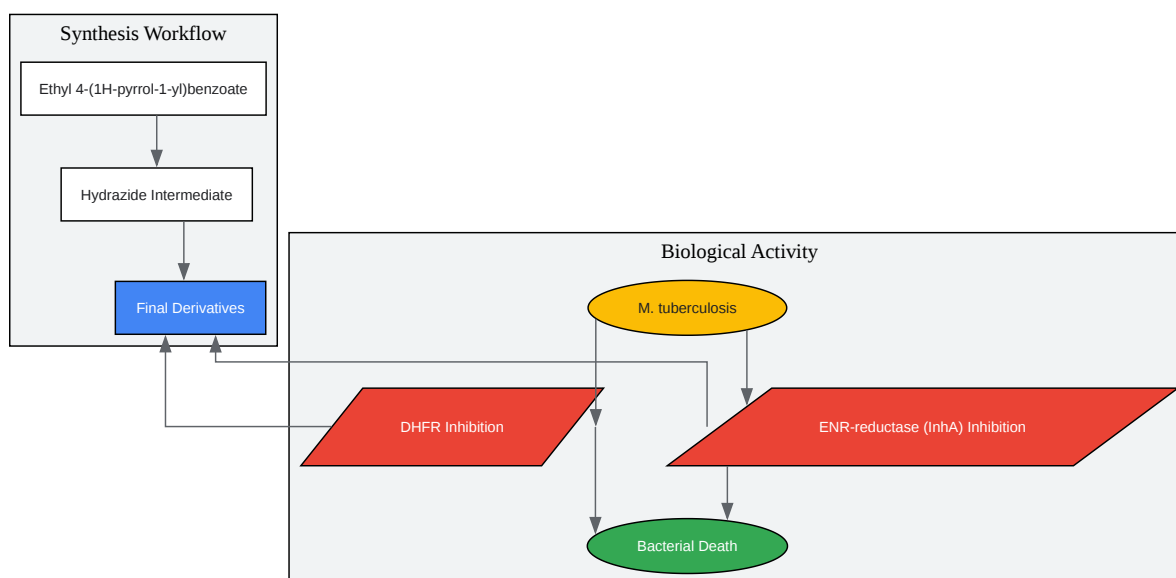 Synthesis Workflow
Ethyl 4-(1H-pyrrol-1-yl)benzoate
Hydrazide Intermediate
Final Derivatives
Biological Activity
M. tuberculosis
DHFR Inhibition
ENR-reductase (InhA) Inhibition
Bacterial Death